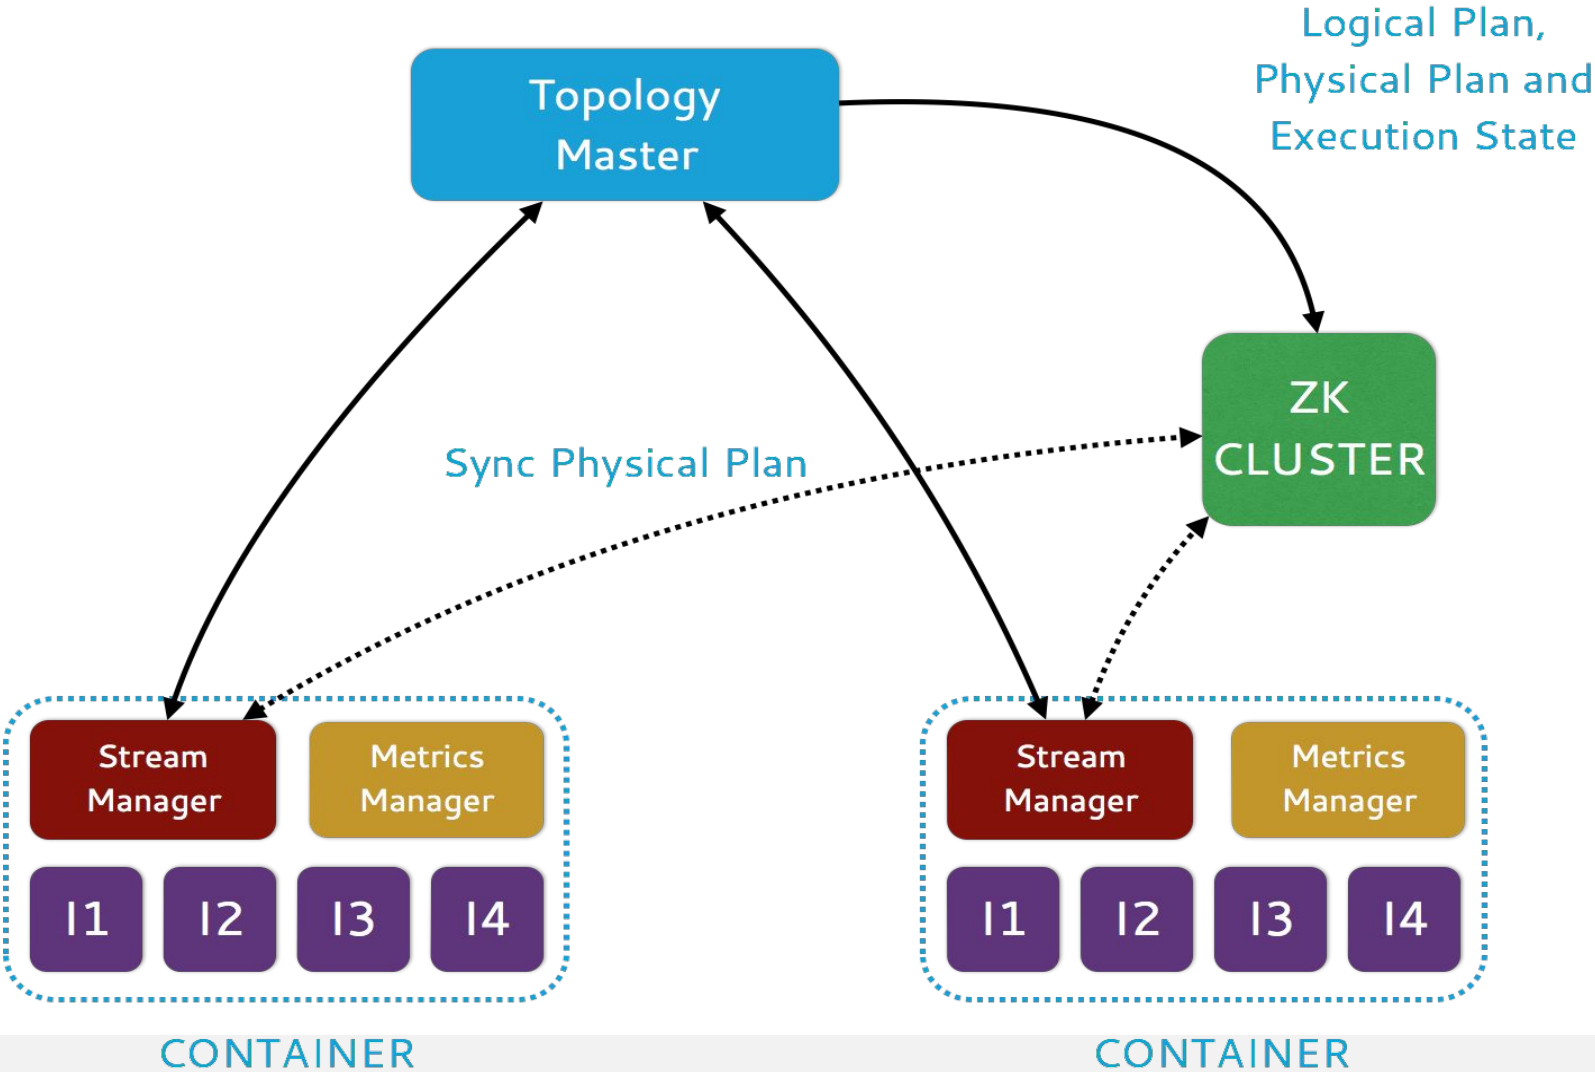 Logical Plan,
Physical Plan and
Execution State
Topology
Master
ZK
CLUSTER
Sync Physical Plan
Stream
Manager
Metrics
Manager
I1
I2
I3
I4
CONTAINER
Stream
Manager
Metrics
Manager
I1
I2
I3
I4
CONTAINER